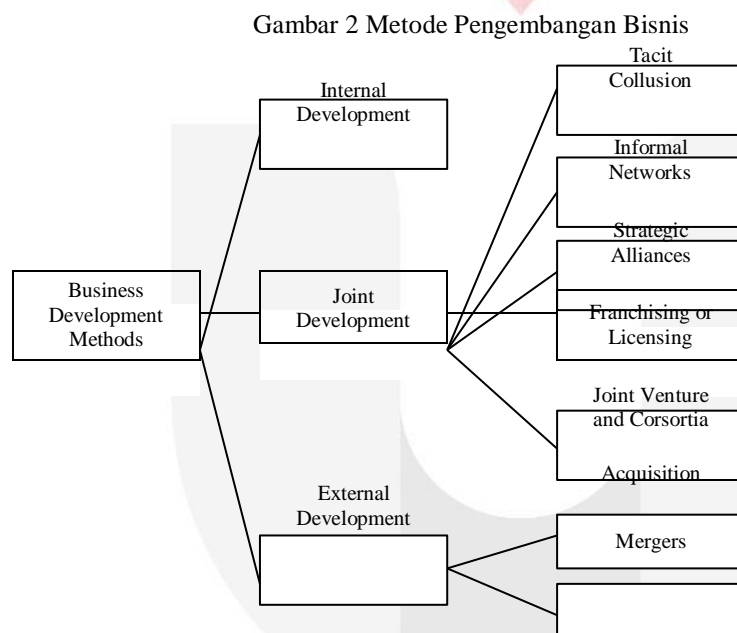 Gambar 2 Metode Pengembangan Bisnis
Tacit
Collusion
Internal
Development
Informal
Networks
Strategic
Alliances
Business
Development
Methods
Joint
Development
Franchising or
Licensing
Joint Venture
and Corsortia
Acquisition
External
Development
Mergers